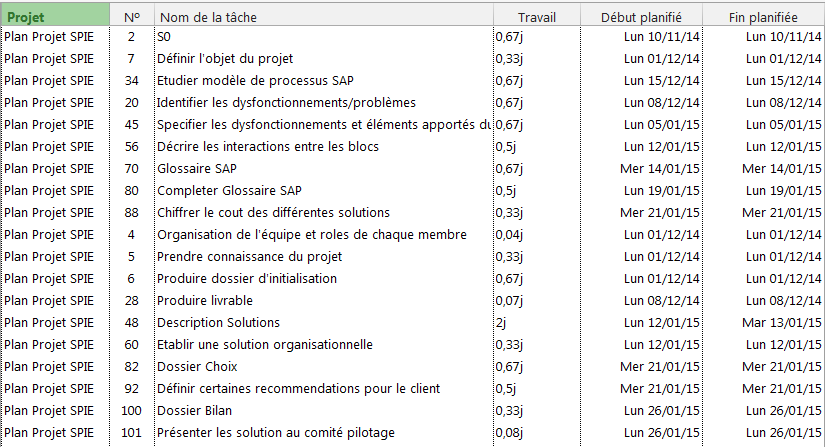 Projet Nº Nom de la tâche Travail Début planifié Fin planifiée
Plan Projet SPIE 2 S0 0,67j Lun 10/11/14 Lun 10/11/14
Plan Projet SPIE 7 Définir l'objet du projet 0,33j Lun 01/12/14 Lun 01/12/14
Plan Projet SPIE 34 Etudier modèle de processus SAP 0,67j Lun 15/12/14 Lun 15/12/14
Plan Projet SPIE 20 Identifier les dysfonctionnements/problèmes 0,67j Lun 08/12/14 Lun 08/12/14
Plan Projet SPIE 45 Specifier les dysfonctionnements et éléments apportés du 0,67j Lun 05/01/15 Lun 05/01/15
Plan Projet SPIE 56 Décrire les interactions entre les blocs 0,5j Lun 12/01/15 Lun 12/01/15
Plan Projet SPIE 70 Glossaire SAP 0,67j Mer 14/01/15 Mer 14/01/15
Plan Projet SPIE 80 Completer Glossaire SAP 0,5j Lun 19/01/15 Lun 19/01/15
Plan Projet SPIE 88 Chiffrer le cout des différentes solutions 0,33j Mer 21/01/15 Mer 21/01/15
Plan Projet SPIE 4 Organisation de l'équipe et roles de chaque membre 0,04j Lun 01/12/14 Lun 01/12/14
Plan Projet SPIE 5 Prendre connaissance du projet 0,33j Lun 01/12/14 Lun 01/12/14
Plan Projet SPIE 6 Produire dossier d'initialisation 0,67j Lun 01/12/14 Lun 01/12/14
Plan Projet SPIE 28 Produire livrable 0,07j Lun 08/12/14 Lun 08/12/14
Plan Projet SPIE 48 Description Solutions 2j Lun 12/01/15 Mar 13/01/15
Plan Projet SPIE 60 Etablir une solution organisationnelle 0,33j Lun 12/01/15 Lun 12/01/15
Plan Projet SPIE 82 Dossier Choix 0,67j Mer 21/01/15 Mer 21/01/15
Plan Projet SPIE 92 Définir certaines recommendations pour le client 0,5j Mer 21/01/15 Mer 21/01/15
Plan Projet SPIE 100 Dossier Bilan 0,33j Lun 26/01/15 Lun 26/01/15
Plan Projet SPIE 101 Présenter les solution au comité pilotage 0,08j Lun 26/01/15 Lun 26/01/15